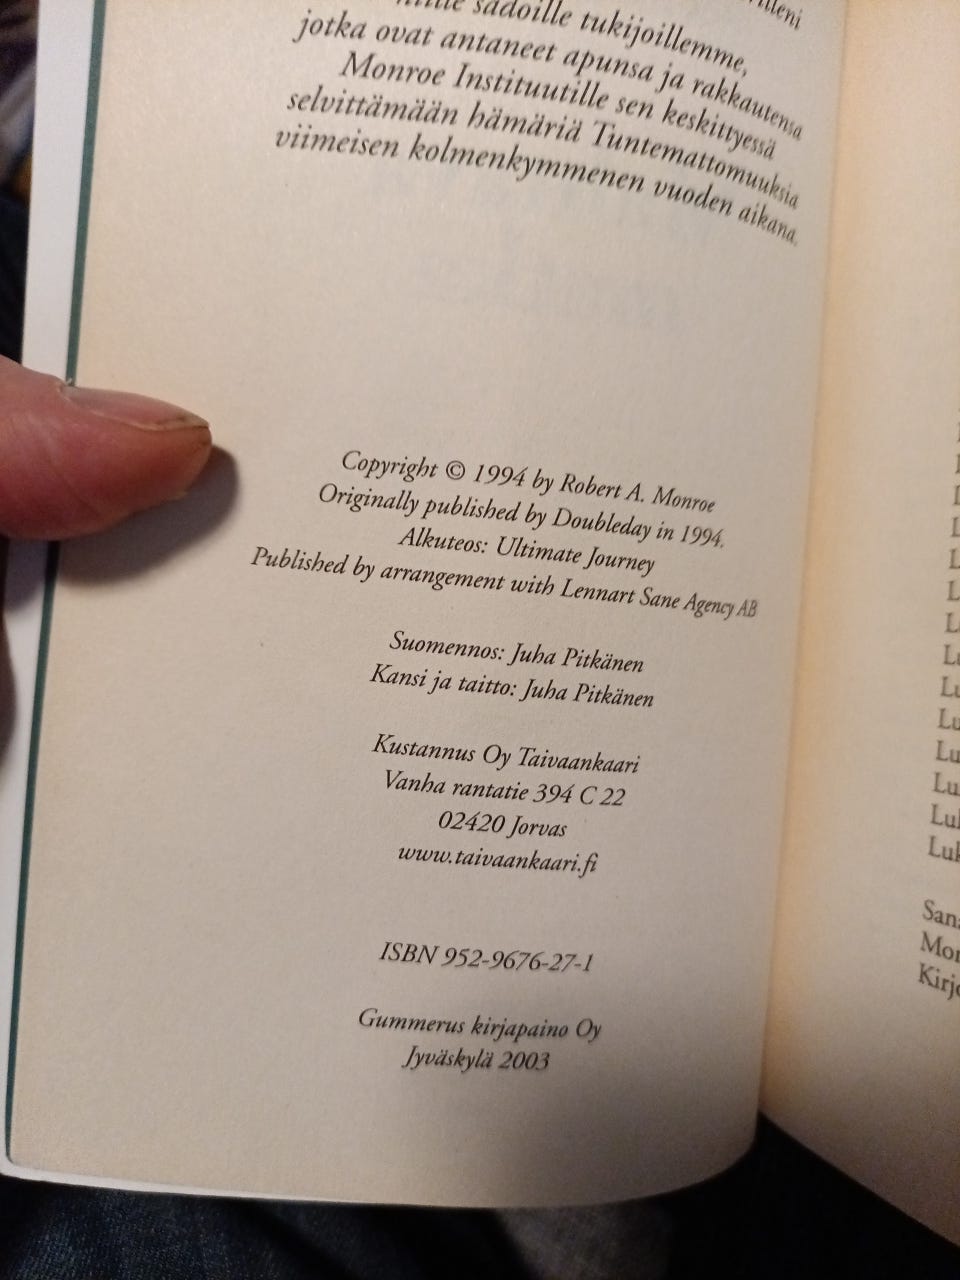 sadoille tukijoillemme,
jotka ovat antaneet apunsa ja rakkautensa
Monroe Instituutille sen keskittyessä
selvittämään hämäriä Tuntemattomuuksia
viimeisen kolmenkymmenen vuoden aikana.
Copyright © 1994 by Robert A. Monroe
Originally published by Doubleday in 1994.
Alkuteos: Ultimate Journey
Published by arrangement with Lennart Sane Agency AB
Suomennos: Juha Pitkänen
Kansi ja taitto: Juha Pitkänen
Kustannus Oy Taivaankaari
Vanha rantatie 394 C 22
02420 Jorvas
www.taivaankaari.fi
ISBN 952-9676-27-1
Gummerus kirjapaino Oy
Jyväskylä 2003